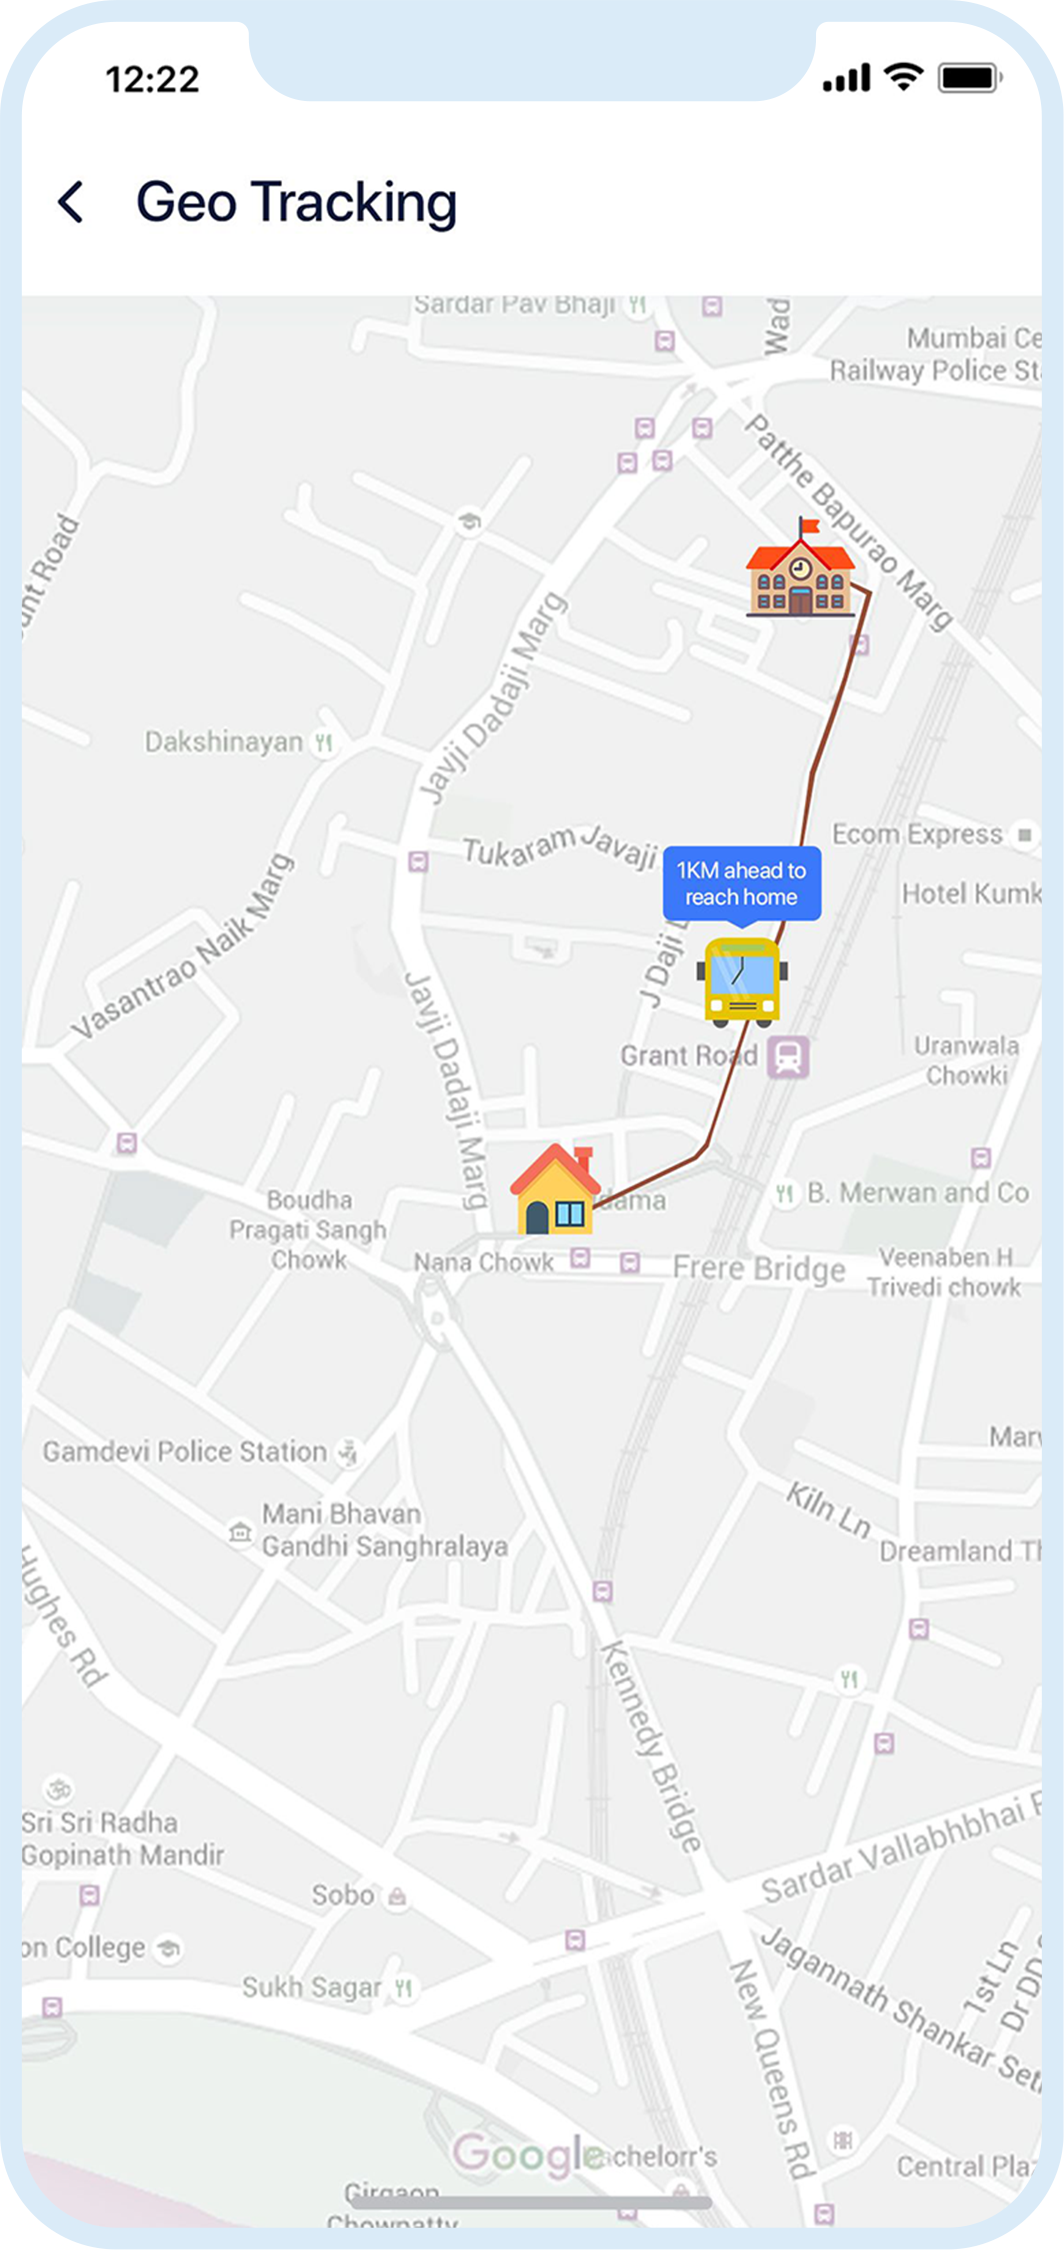 12:22
Geo Tracking
Sardar Pav Bhaji
Wad
Mumbai Ce
Railway Police St
Patthe Bapurao Marg
unt Road
Javji Dadaji Marg
Dakshinayan
Tukaram Javaji
Ecom Express
1KM ahead to
reach home
Hotel Kumk
Vasantrao Naik Marg
J Daji
Javji Dadaji Marg
Grant Road
Uranwala
Chowki
B. Merwan and Co
dama
Boudha
Pragati Sangh
Chowk
Nana Chowk
Frere Bridge
Veenaben H
Trivedi chowk
Gamdevi Police Station
Mar
Kiln Ln
Mani Bhavan
Gandhi Sanghralaya
Dreamland Th
Hughes Rd
Kennedy Bridge
Sri Sri Radha
Gopinath Mandir
Sardar Vallabhbhai
Sobo
on College
Sukh Sagar
Jagannath Shankar Set
1st Ln
Dr DD
New Queens Rd
Google
achelorr's
Central Pla
Girgaon
Chowpatty